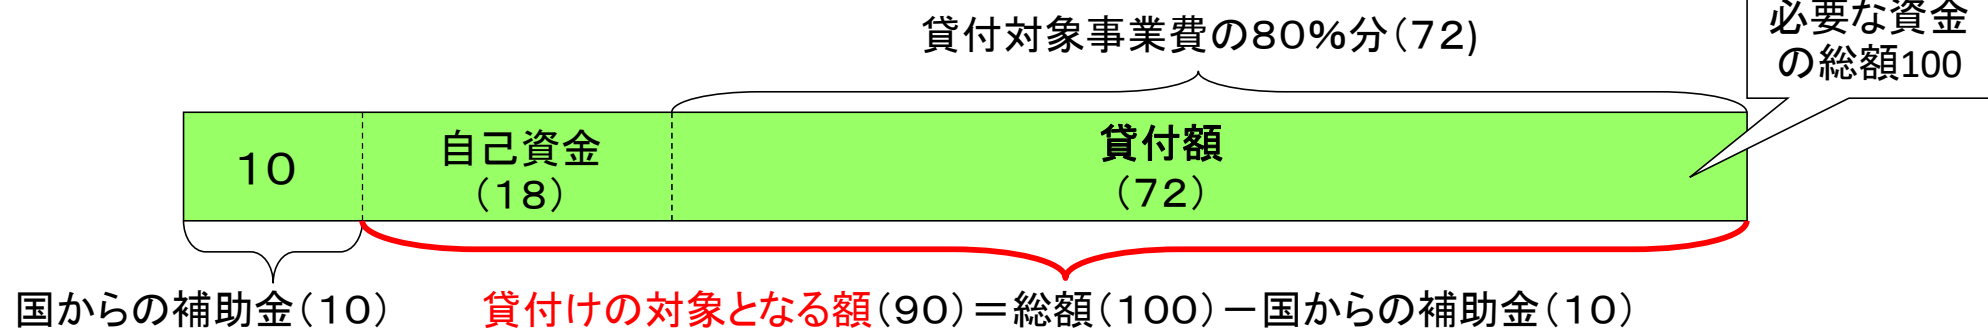 必要な資金
の総額100
貸付対象事業費の80%分(72)
10
自己資金
(18)
貸付額
(72)
国からの補助金(10)
貸付けの対象となる額(90)=総額(100)-国からの補助金(10)